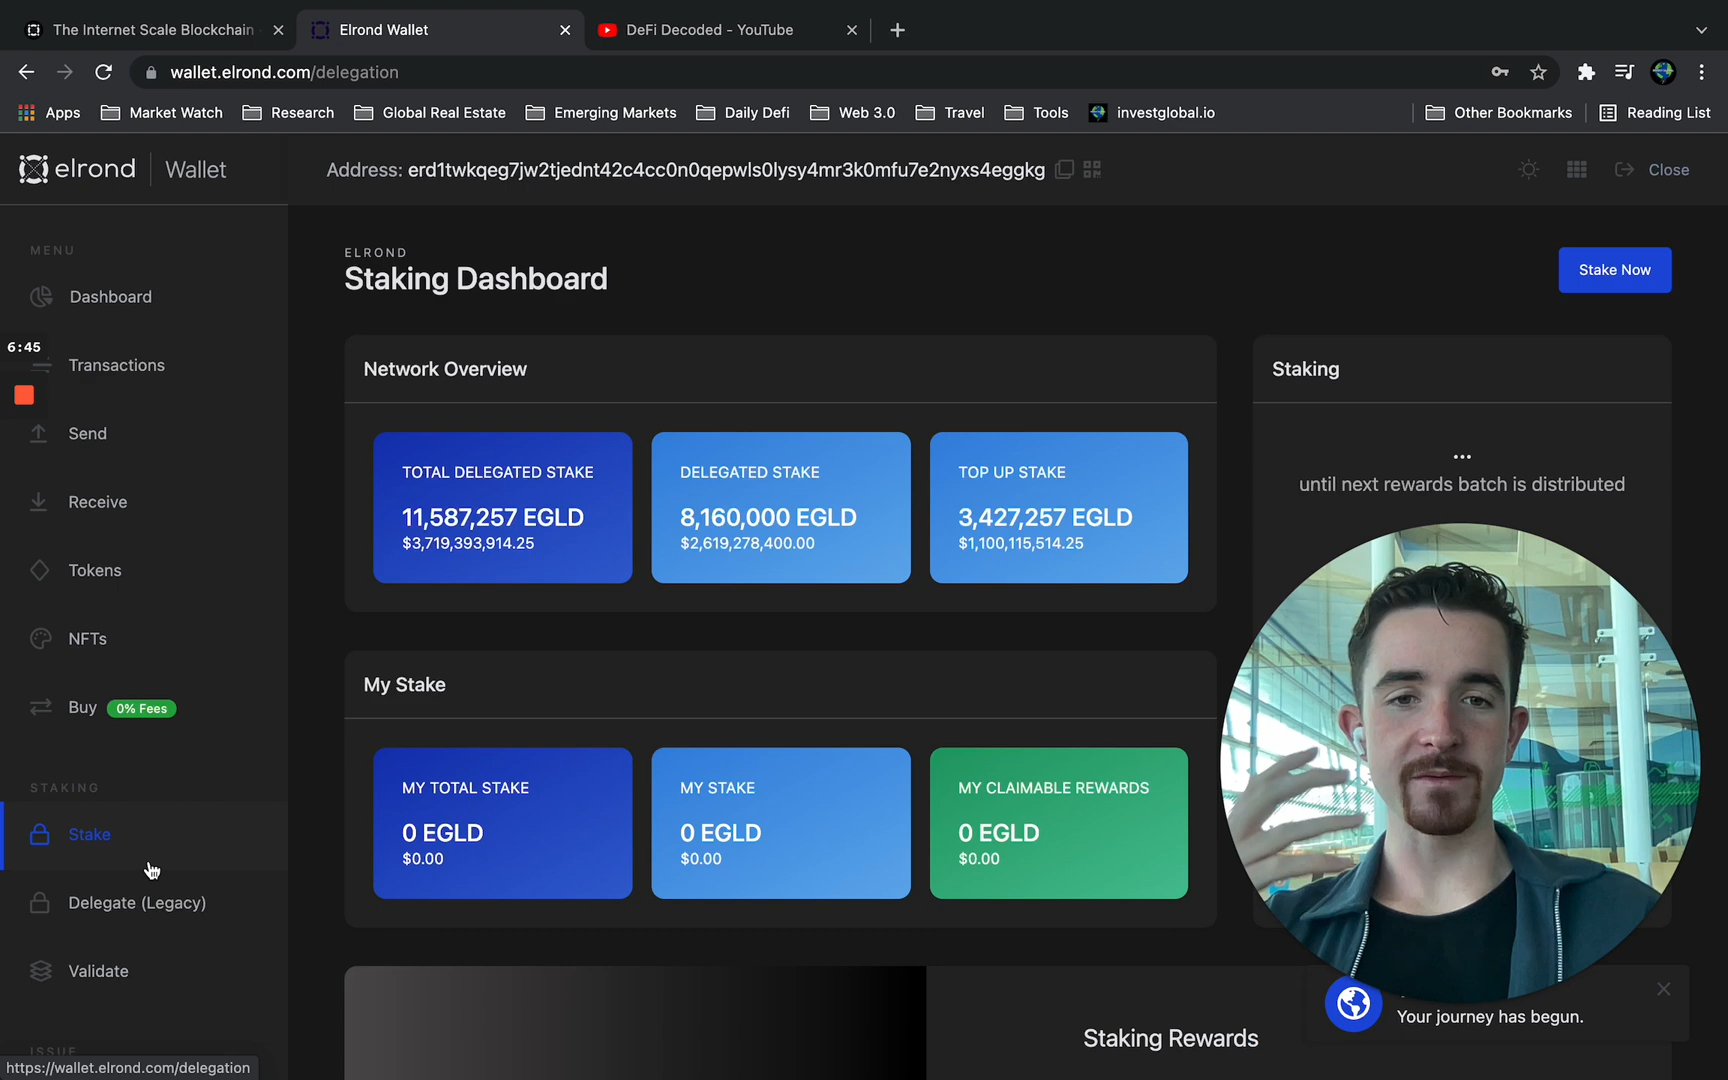 The Internet Scale Blockchain
Elrond Wallet
DeFi Decoded - YouTube
wallet.elrond.com/delegation
Apps
Market Watch
Research
Global Real Estate
Emerging Markets
Daily Defi
Web 3.0
Travel
Tools
investglobal.io
Other Bookmarks
Reading List
elrond
Wallet
Address: erd1twkqeg7jw2tjednt42c4cc0n0qepwls0lysy4mr3k0mfu7e2nyxs4eggkg
Close
MENU
Dashboard
6:45
Transactions
Send
Receive
Tokens
NFTs
Buy 0% Fees
STAKING
Stake
Delegate (Legacy)
Validate
ISSUE
https://wallet.elrond.com/delegation
ELROND
Staking Dashboard
Stake Now
Network Overview
TOTAL DELEGATED STAKE
11,587,257 EGLD
$3,719,393,914.25
DELEGATED STAKE
8,160,000 EGLD
$2,619,278,400.00
TOP UP STAKE
3,427,257 EGLD
$1,100,115,514.25
Staking
...
until next rewards batch is distributed
My Stake
MY TOTAL STAKE
0 EGLD
$0.00
MY STAKE
0 EGLD
$0.00
MY CLAIMABLE REWARDS
0 EGLD
$0.00
Staking Rewards
Your journey has begun.